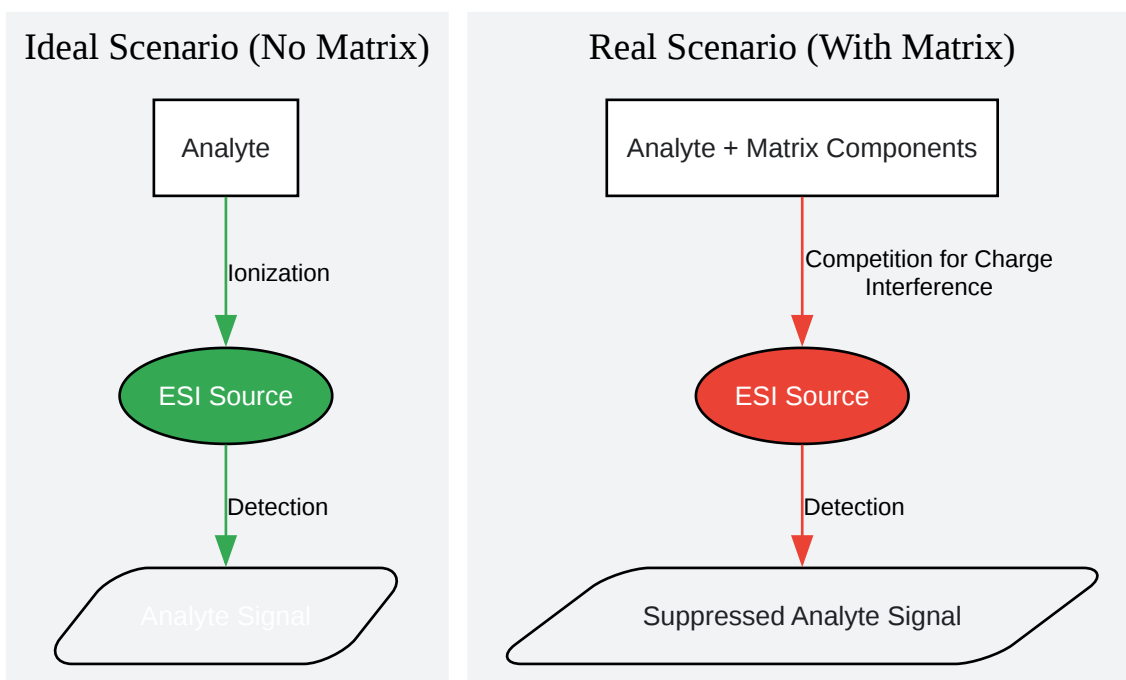 Ideal Scenario (No Matrix)
Analyte
Ionization
ESI Source
Detection
Analyte Signal
Real Scenario (With Matrix)
Analyte + Matrix Components
Competition for Charge
Interference
ESI Source
Detection
Suppressed Analyte Signal